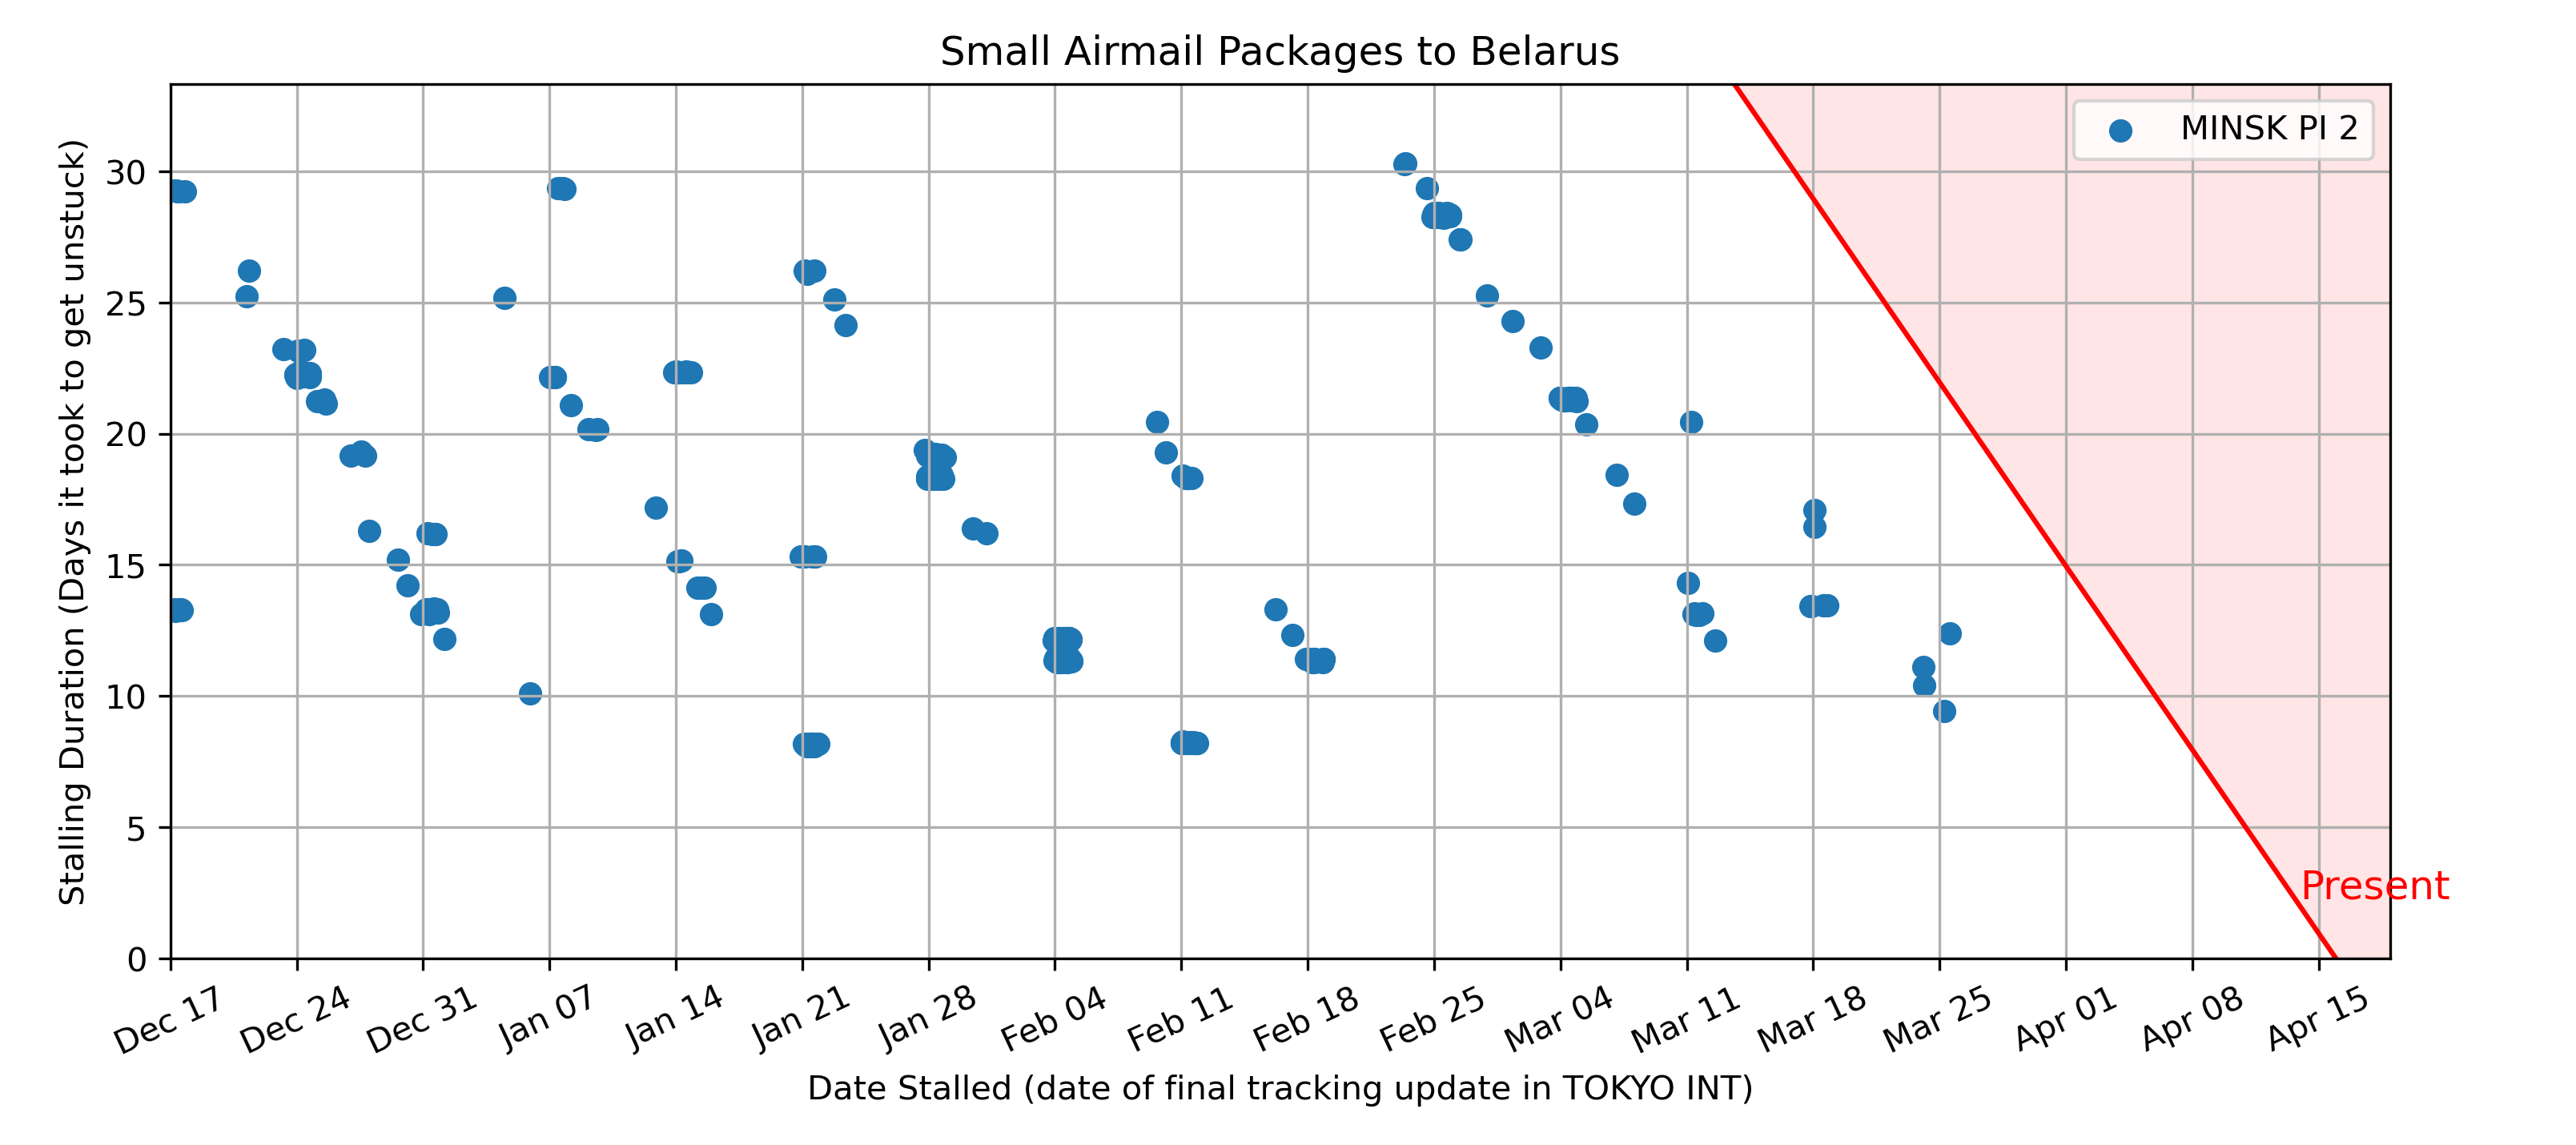 Small Airmail Packages to Belarus
MINSK PI 2
Stalling Duration (Days it took to get unstuck)
30
25
20
15
10
5
0
Present
Dec 17
Dec 24
Dec 31
Jan 07
Jan 14
Jan 21
Jan 28
Feb 04
Feb 11
Feb 18
Feb 25
Mar 04
Mar 11
Mar 18
Mar 25
Apr 01
Apr 08
Apr 15
Date Stalled (date of final tracking update in TOKYO INT)